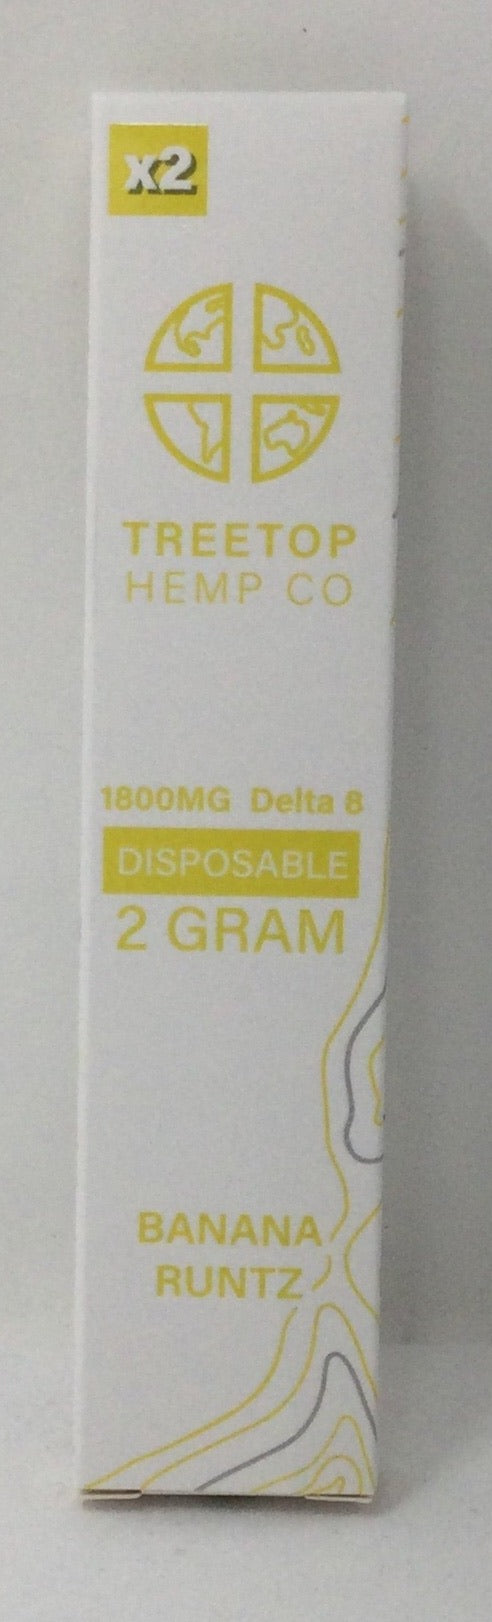 x2
TREETOP
HEMP CO
1800MG Delta 8
DISPOSABLE
2 GRAM
BANANA
RUNTZ